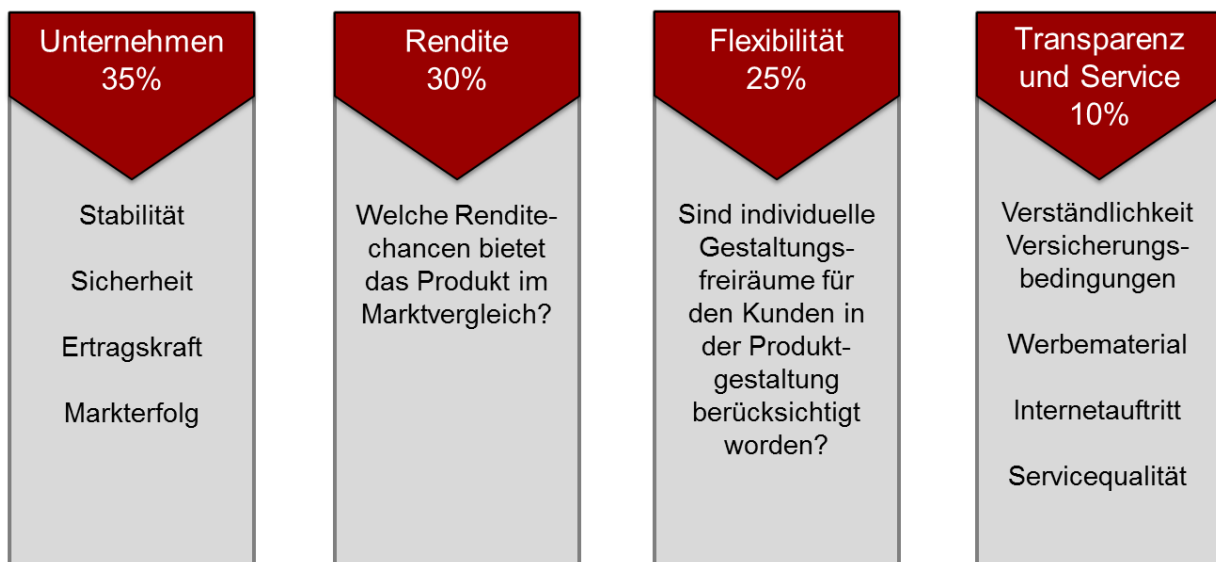 Unternehmen
35%
Stabilität
Sicherheit
Ertragskraft
Markterfolg
Rendite
30%
Welche Rendite-
chancen bietet
das Produkt im
Marktvergleich?
Flexibilität
25%
Sind individuelle
Gestaltungs-
freiräume für
den Kunden in
der Produkt-
gestaltung
berücksichtigt
worden?
Transparenz
und Service
10%
Verständlichkeit
Versicherungs-
bedingungen
Werbematerial
Internetauftritt
Servicequalität